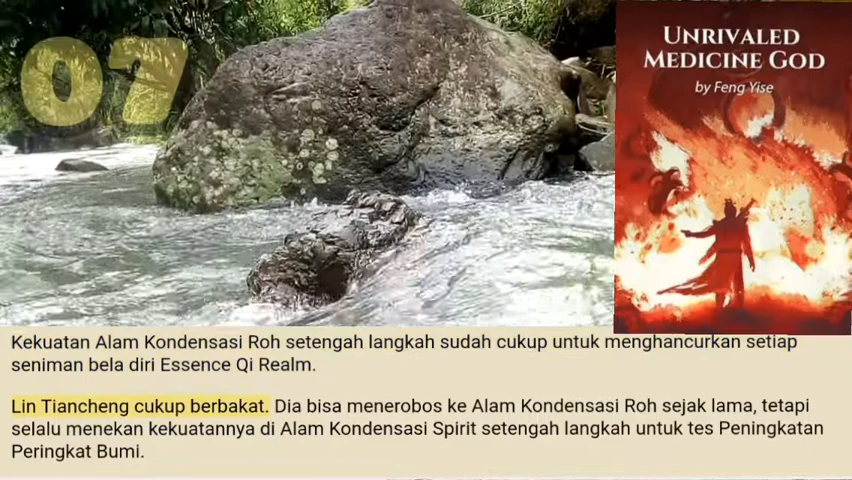 07
UNRIVALED
MEDICINE GOD
by Feng Yise
Kekuatan Alam Kondensasi Roh setengah langkah sudah cukup untuk menghancurkan setiap
seniman bela diri Essence Qi Realm.
Lin Tiancheng cukup berbakat. Dia bisa menerobos ke Alam Kondensasi Roh sejak lama, tetapi
selalu menekan kekuatannya di Alam Kondensasi Spirit setengah langkah untuk tes Peningkatan
Peringkat Bumi.